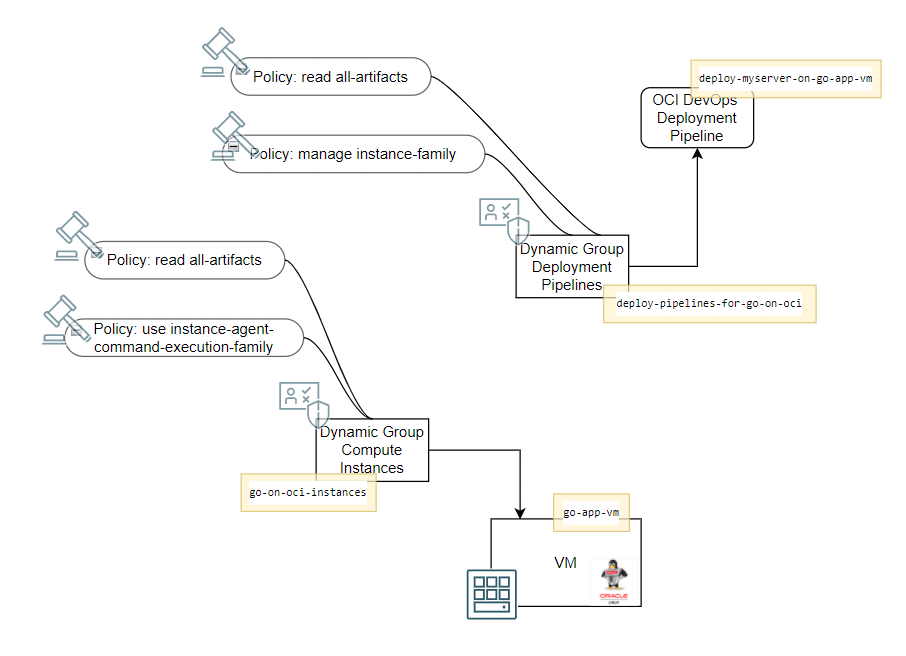 Policy: read all-artifacts
deploy-myserver-on-go-app-vm
OCI DevOps
Deployment
Pipeline
Policy: manage instance-family
Dynamic Group
Deployment
Pipelines
deploy-pipelines-for-go-on-oci
Policy: read all-artifacts
Policy: use instance-agent-
command-execution-family
Dynamic Group
Compute
Instances
go-on-oci-instances
go-app-vm
VM
ORACLE
LINUX